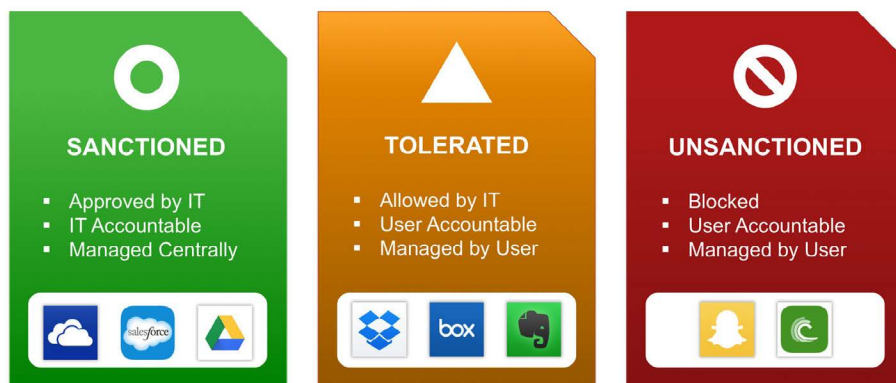 SANCTIONED
▪ Approved by IT
▪ IT Accountable
▪ Managed Centrally
salesforce
TOLERATED
▪ Allowed by IT
▪ User Accountable
▪ Managed by User
box
UNSANCTIONED
▪ Blocked
▪ User Accountable
▪ Managed by User